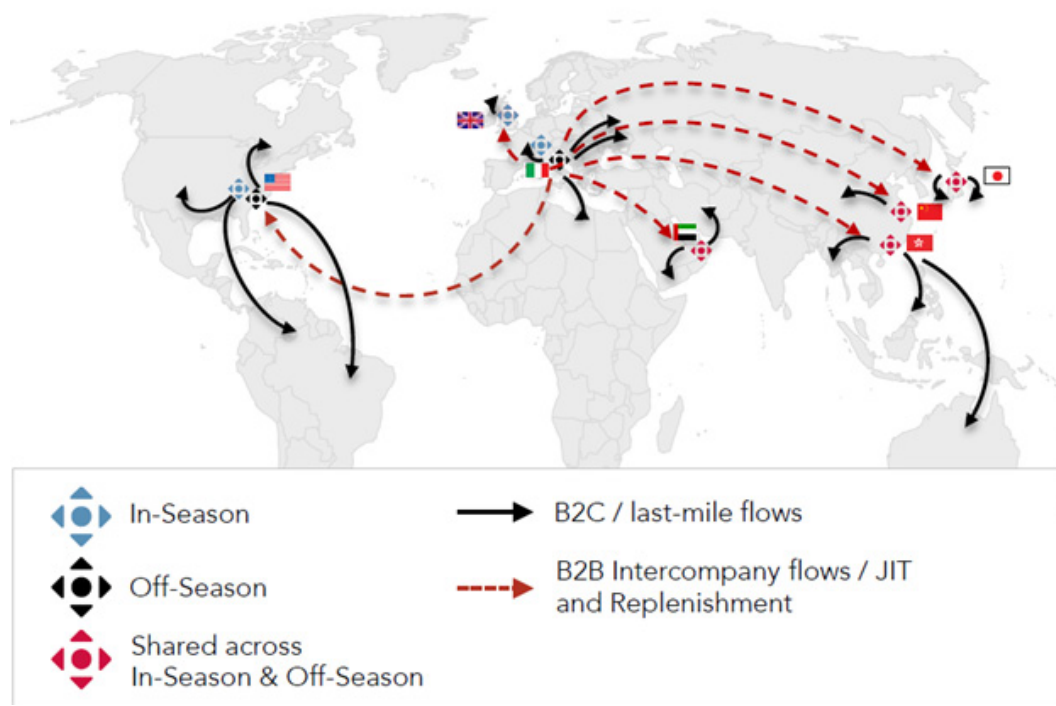 In-Season
B2C / last-mile flows
Off-Season
B2B Intercompany flows / JIT
and Replenishment
Shared across
In-Season & Off-Season